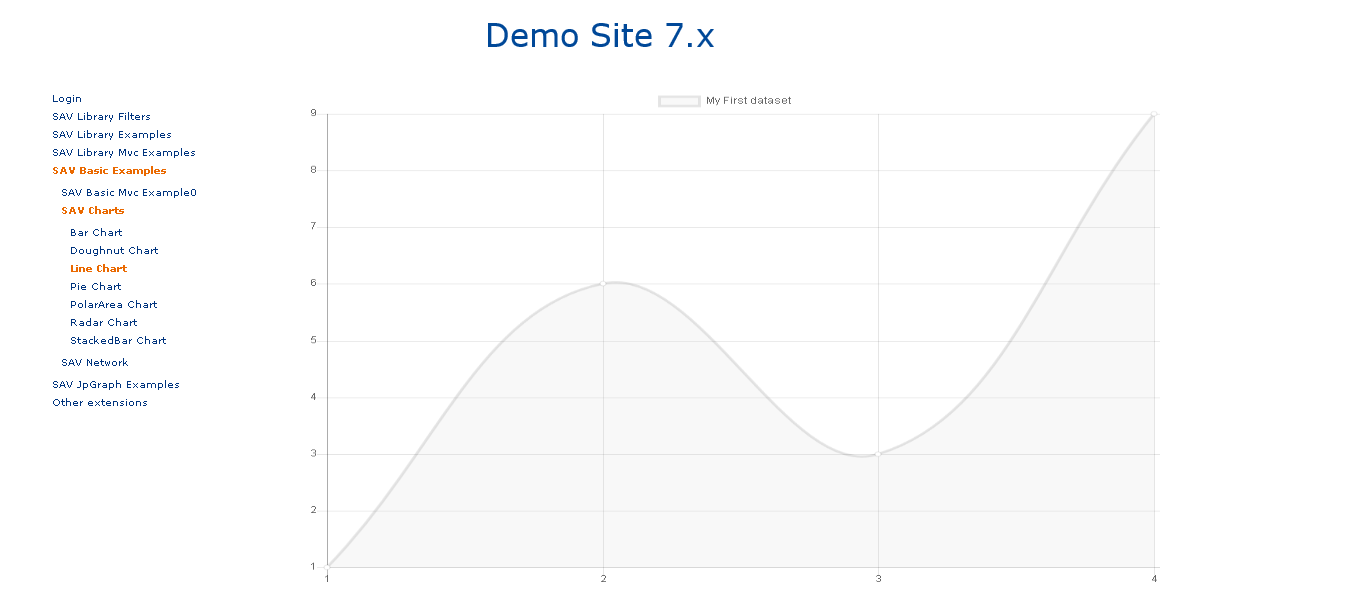 Demo Site 7.x
Login
SAV Library Filters
SAV Library Examples
SAV Library Mvc Examples
SAV Basic Examples
SAV Basic Mvc Example0
SAV Charts
Bar Chart
Doughnut Chart
Line Chart
Pie Chart
PolarArea Chart
Radar Chart
StackedBar Chart
SAV Network
SAV JpGraph Examples
Other extensions
My First dataset
9
8
7
6
5
4
3
2
1
1 2 3 4